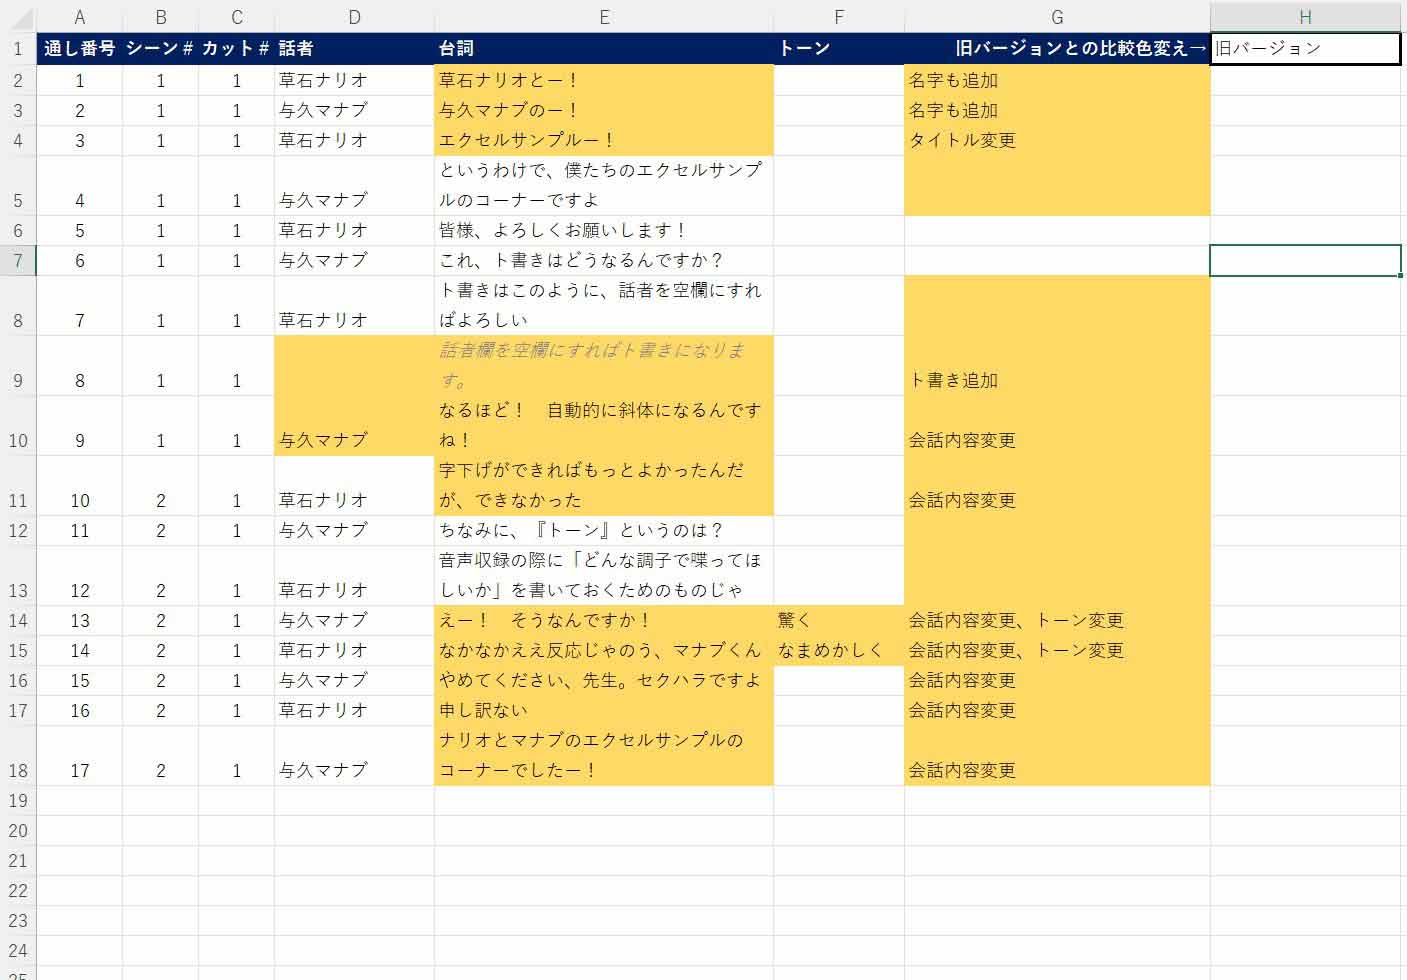 A B C D E F G H
1 通し番号 シーン# カット# 話者 台詞 トーン 旧バージョンとの比較色変え→ 旧バージョン
2 1 1 1 草石ナリオ 草石ナリオとー！ 名字も追加
3 2 1 1 与久マナブ 与久マナブのー！ 名字も追加
4 3 1 1 草石ナリオ エクセルサンプルー！ タイトル変更
というわけで、僕たちのエクセルサンプ
5 4 1 1 与久マナブ ルのコーナーですよ
6 5 1 1 草石ナリオ 皆様、よろしくお願いします！
7 6 1 1 与久マナブ これ、ト書きはどうなるんですか？
ト書きはこのように、話者を空欄にすれ
8 7 1 1 草石ナリオ ばよろしい
話者欄を空欄にすればト書きになりま
9 8 1 1 す。 ト書き追加
なるほど！　自動的に斜体になるんです
10 9 1 1 与久マナブ ね！ 会話内容変更
字下げができればもっとよかったんだ
11 10 2 1 草石ナリオ が、できなかった 会話内容変更
12 11 2 1 与久マナブ ちなみに、『トーン』というのは？
音声収録の際に「どんな調子で喋ってほ
13 12 2 1 草石ナリオ しいか」を書いておくためのものじゃ
14 13 2 1 与久マナブ えー！　そうなんですか！ 驚く 会話内容変更、トーン変更
15 14 2 1 草石ナリオ なかなかええ反応じゃのう、マナブくん なまめかしく 会話内容変更、トーン変更
16 15 2 1 与久マナブ やめてください、先生。セクハラですよ 会話内容変更
17 16 2 1 草石ナリオ 申し訳ない 会話内容変更
ナリオとマナブのエクセルサンプルの
18 17 2 1 与久マナブ コーナーでしたー！ 会話内容変更
19
20
21
22
23
24
25